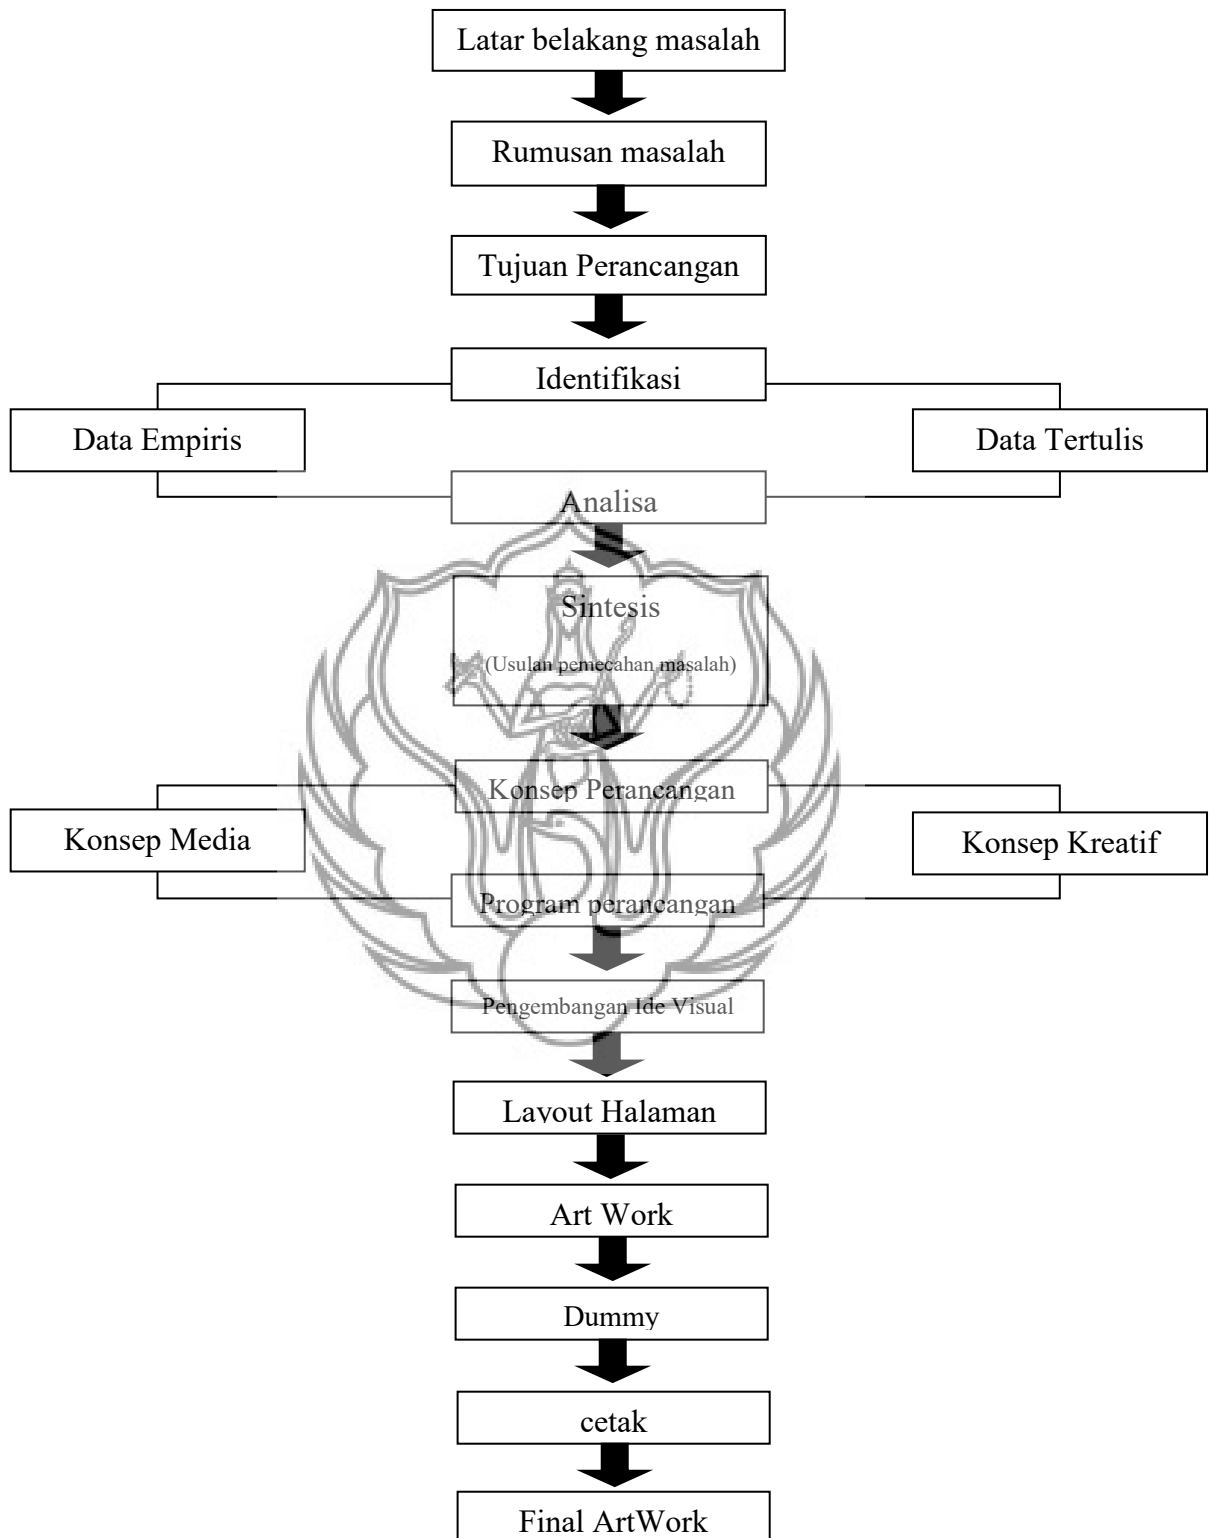 Latar belakang masalah
Rumusan masalah
Tujuan Perancangan
Identifikasi
Data Empiris
Data Tertulis
Analisa
Sintesis
(Usulan pemecahan masalah)
Konsep Perancangan
Konsep Media
Konsep Kreatif
Program perancangan
Pengembangan Ide Visual
Layout Halaman
Art Work
Dummy
cetak
Final ArtWork